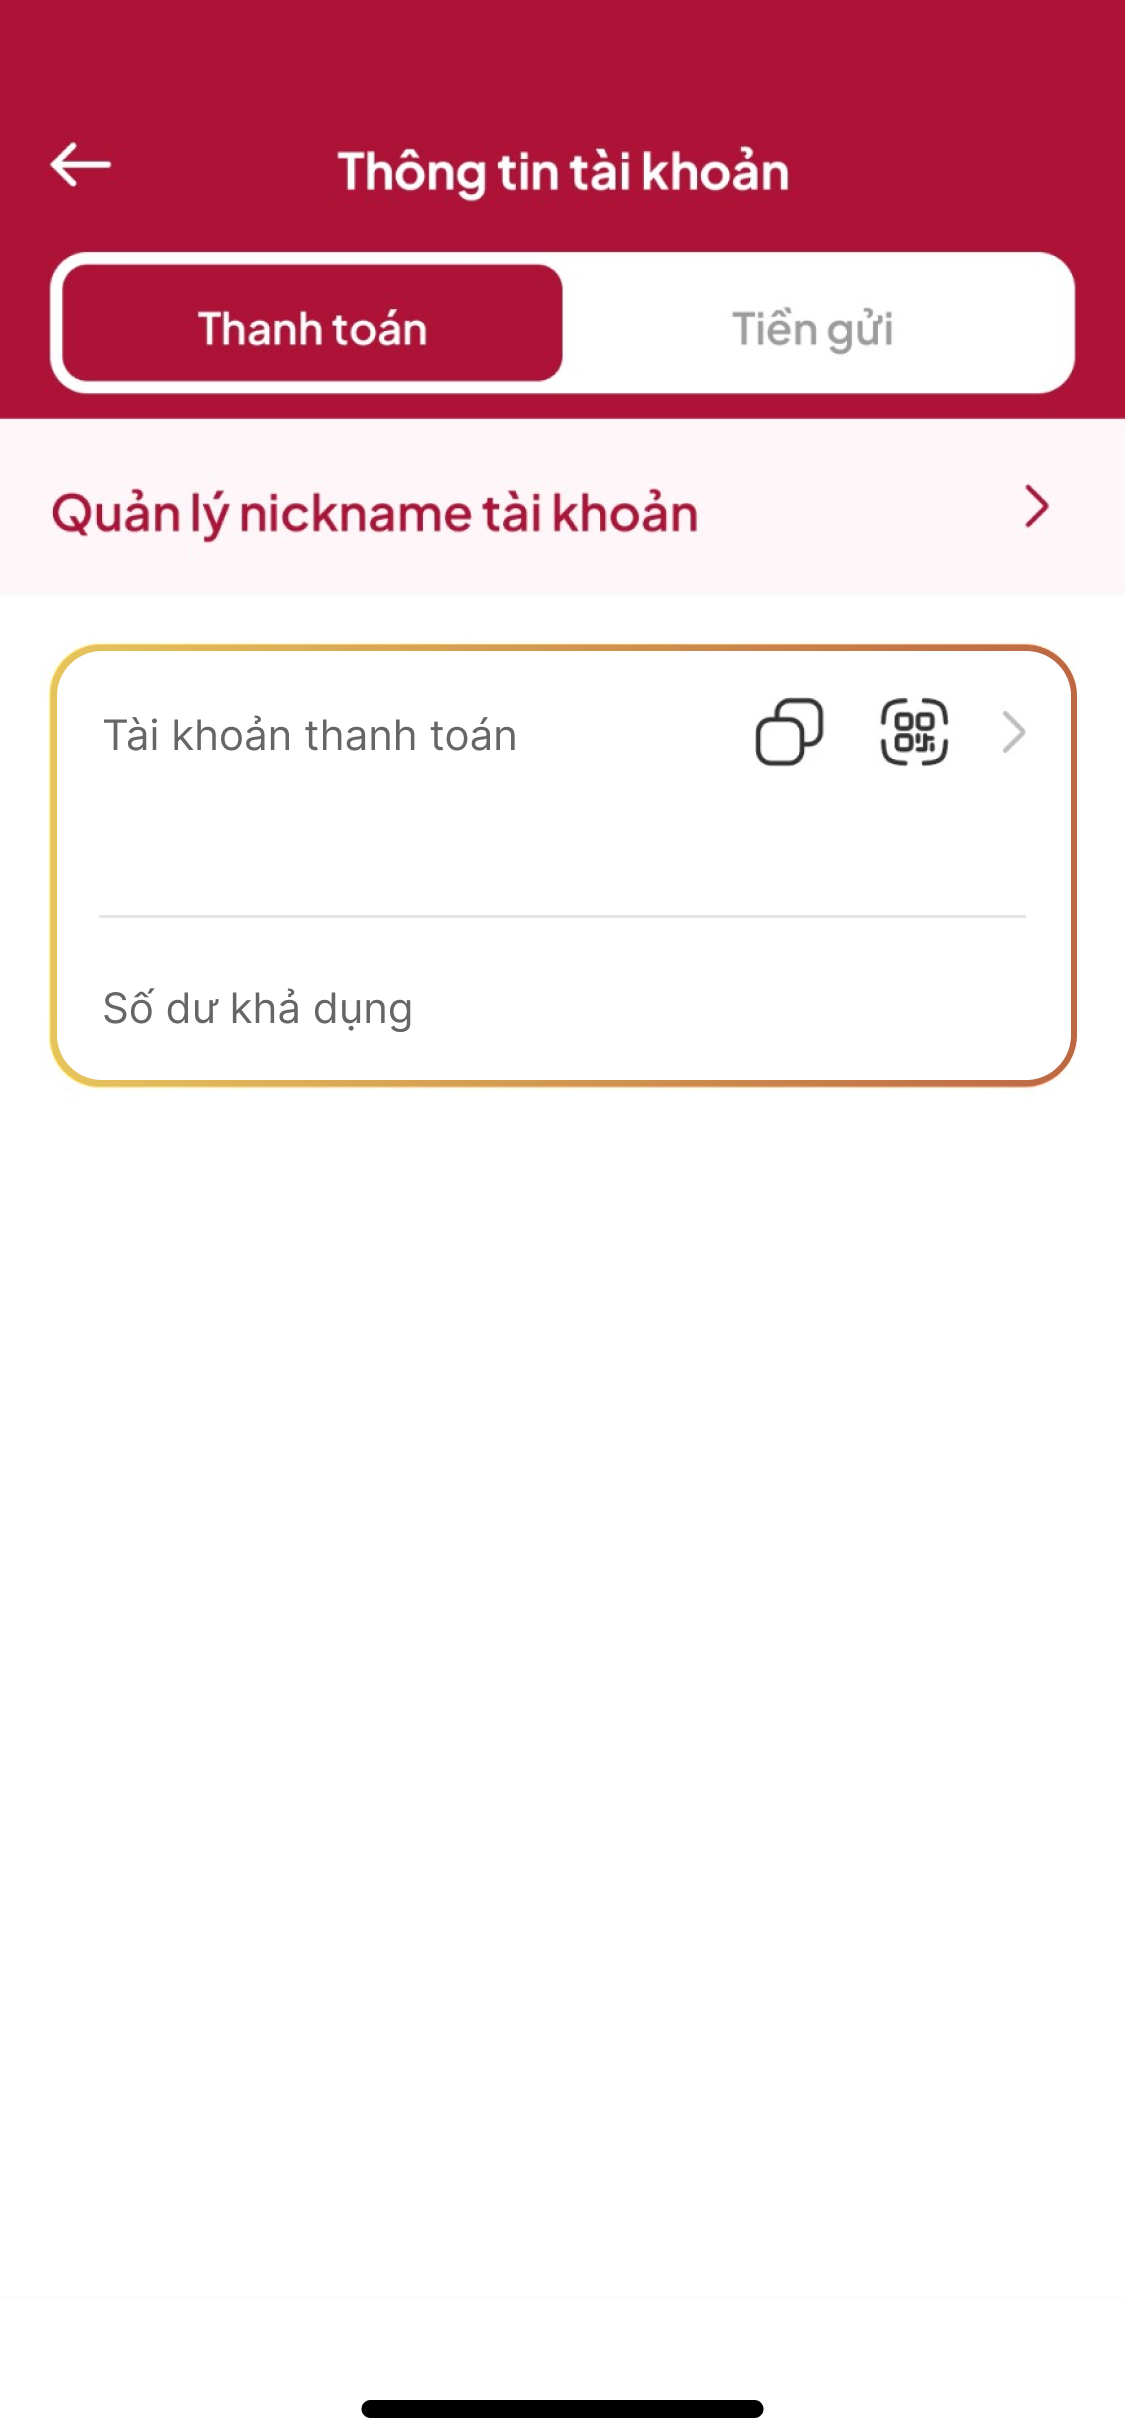 Thông tin tài khoản
Thanh toán
Tiền gửi
Quản lý nickname tài khoản
Tài khoản thanh toán
Số dư khả dụng